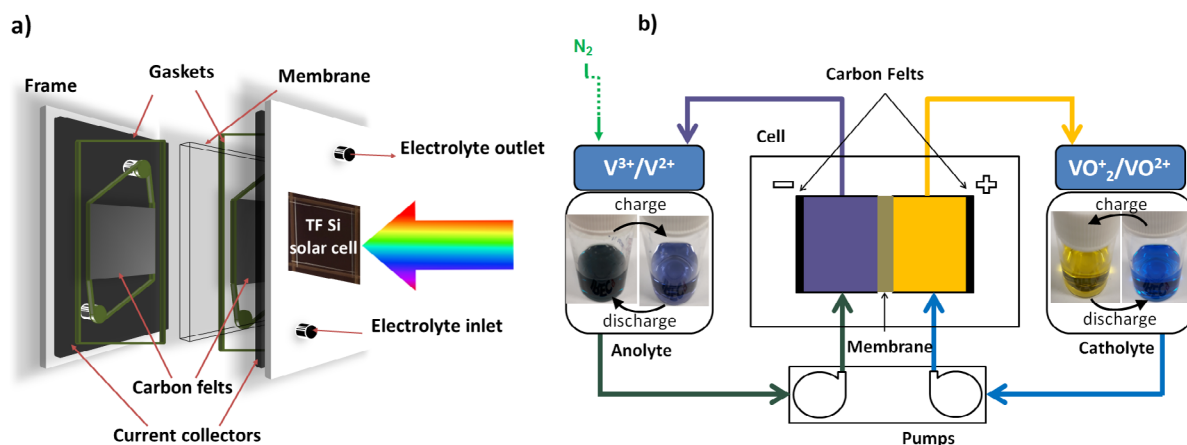 a)
Frame
Gaskets
Membrane
Electrolyte outlet
TF Si
solar cell
Electrolyte inlet
Carbon felts
Current collectors
b)
N₂
Carbon Felts
Cell
V³⁺/V²⁺
VO⁺₂/VO²⁺
charge
discharge
Anolyte
charge
discharge
Catholyte
Membrane
Pumps